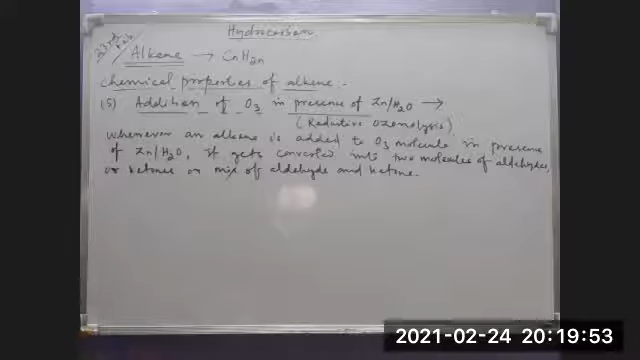 Hydrocarbon
23rd Feb
Alkene → CnH2n
Chemical properties of alkene.
(5) Addition of O3 in presence of Zn/H2O →
(Reductive Ozonolysis)
Whenever an alkene is added to O3 molecule in presence
of Zn/H2O, it gets converted into two molecules of aldehydes
or ketones or mix of aldehyde and ketone.
2021-02-24 20:19:53